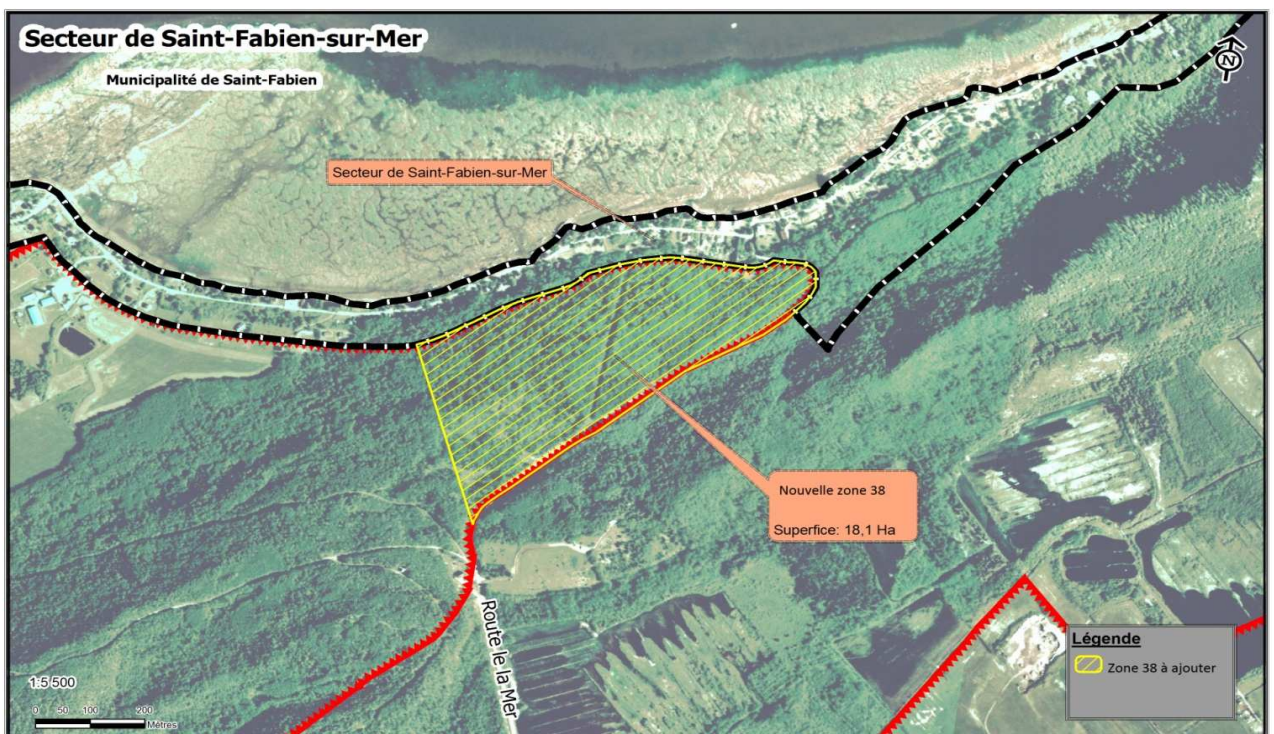 Secteur de Saint-Fabien-sur-Mer
Municipalité de Saint-Fabien
N
Secteur de Saint-Fabien-sur-Mer
Nouvelle zone 38
Superfice: 18,1 Ha
Route le la Mer
Légende
Zone 38 à ajouter
1:5 500
0 50 100 200
Mètres